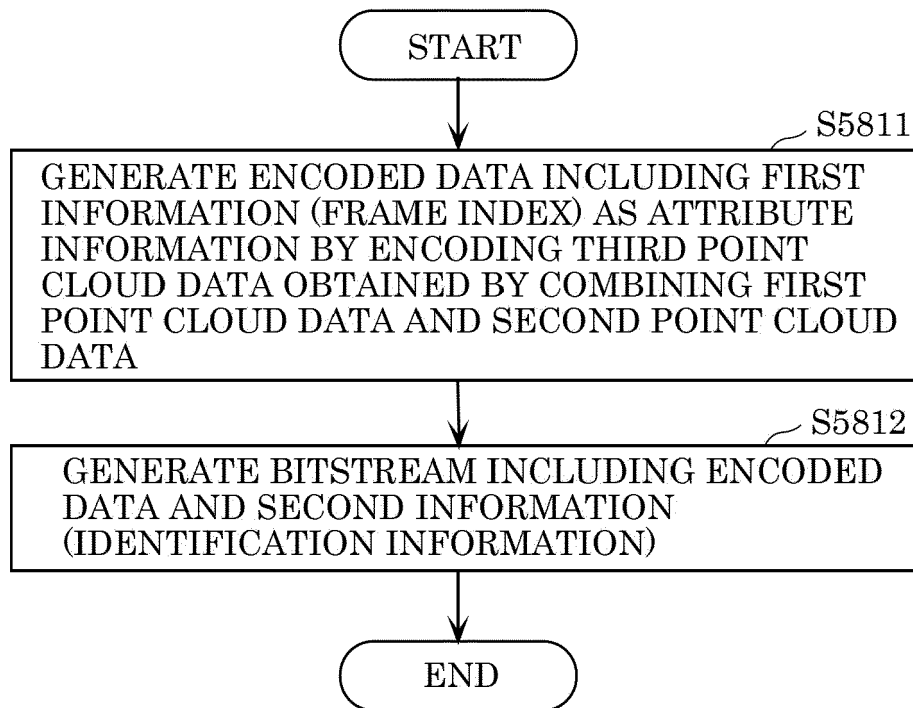 START
S5811
GENERATE ENCODED DATA INCLUDING FIRST
INFORMATION (FRAME INDEX) AS ATTRIBUTE
INFORMATION BY ENCODING THIRD POINT
CLOUD DATA OBTAINED BY COMBINING FIRST
POINT CLOUD DATA AND SECOND POINT CLOUD
DATA
S5812
GENERATE BITSTREAM INCLUDING ENCODED
DATA AND SECOND INFORMATION
(IDENTIFICATION INFORMATION)
END